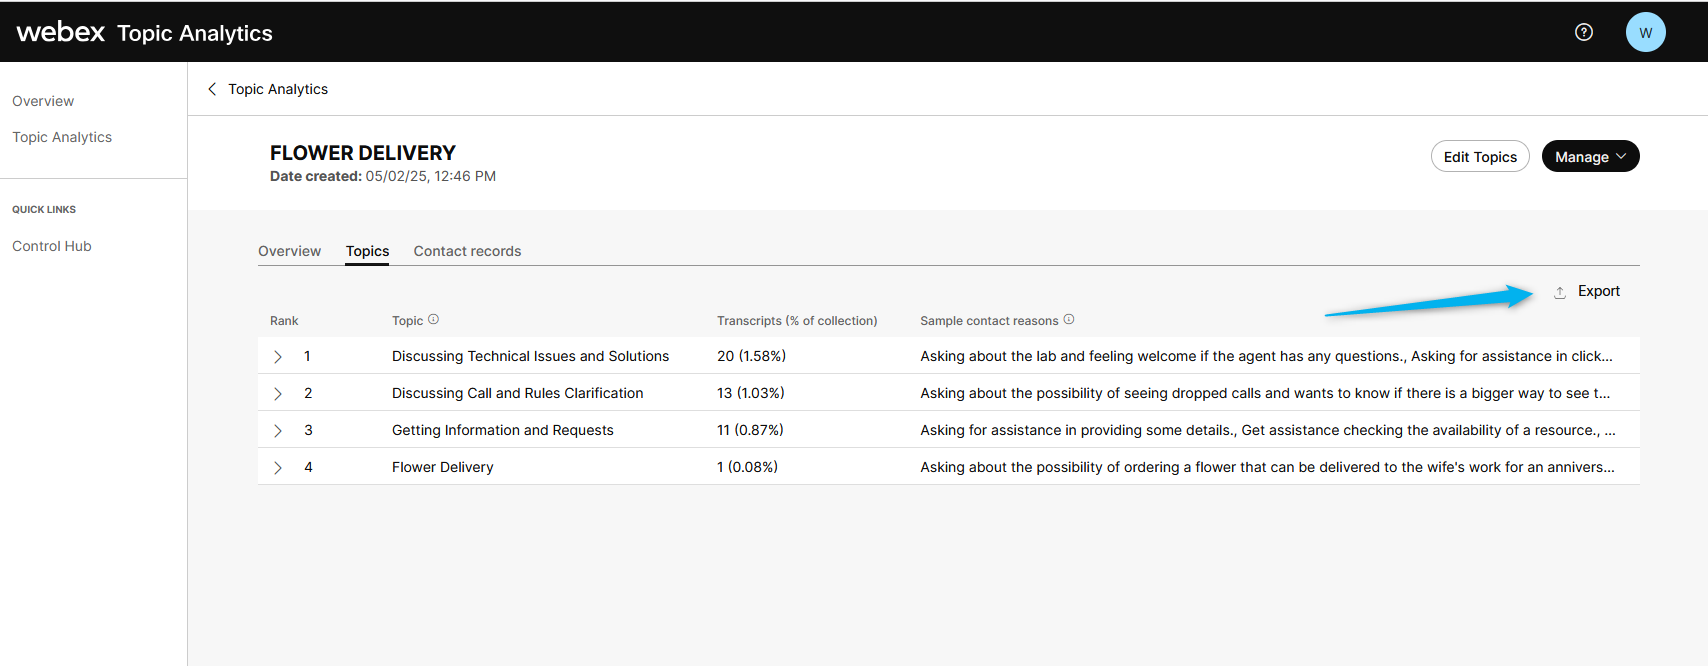 webex Topic Analytics
W
Overview
Topic Analytics
QUICK LINKS
Control Hub
Topic Analytics
FLOWER DELIVERY
Date created: 05/02/25, 12:46 PM
Edit Topics
Manage
Overview Topics Contact records
Export
Rank Topic Transcripts (% of collection) Sample contact reasons
1 Discussing Technical Issues and Solutions 20 (1.58%) Asking about the lab and feeling welcome if the agent has any questions., Asking for assistance in click...
2 Discussing Call and Rules Clarification 13 (1.03%) Asking about the possibility of seeing dropped calls and wants to know if there is a bigger way to see t...
3 Getting Information and Requests 11 (0.87%) Asking for assistance in providing some details., Get assistance checking the availability of a resource., ...
4 Flower Delivery 1 (0.08%) Asking about the possibility of ordering a flower that can be delivered to the wife's work for an annivers...